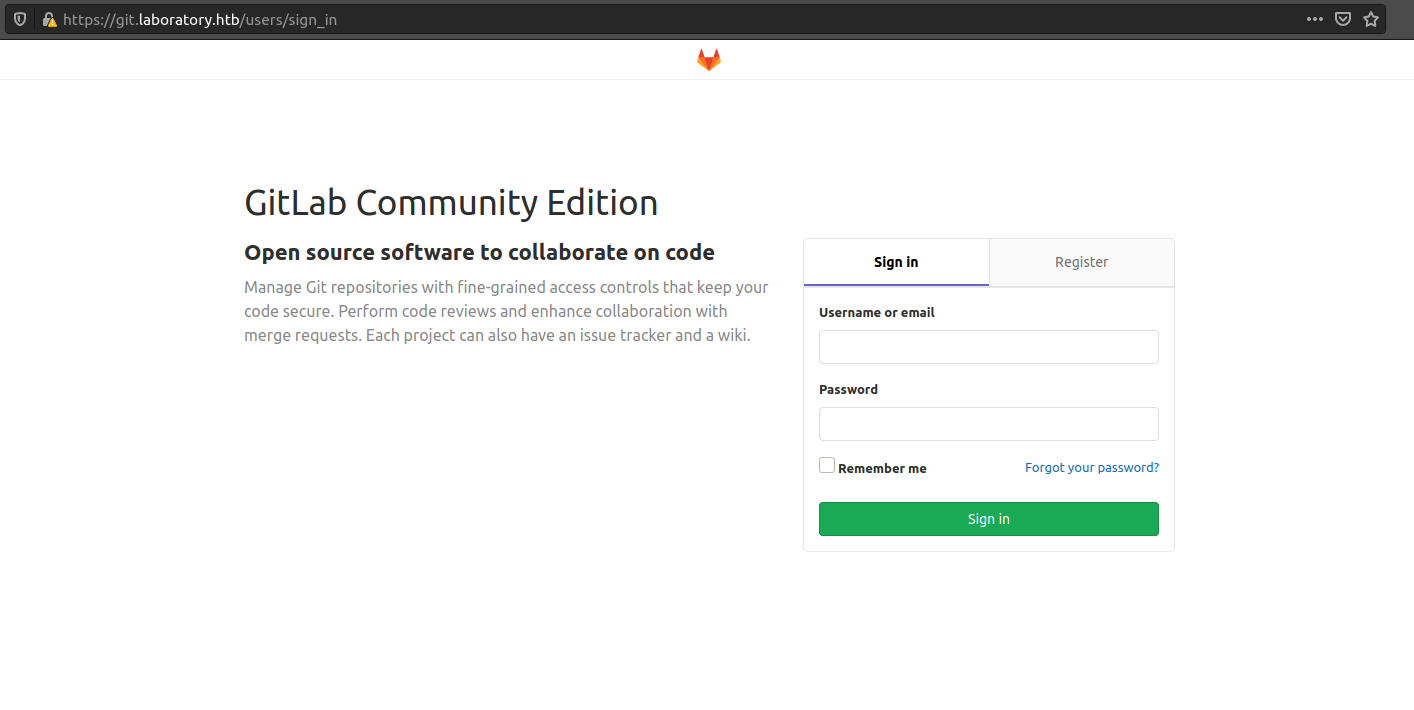 https://git.laboratory.htb/users/sign_in
GitLab Community Edition
Open source software to collaborate on code
Manage Git repositories with fine-grained access controls that keep your
code secure. Perform code reviews and enhance collaboration with
merge requests. Each project can also have an issue tracker and a wiki.
Sign in Register
Username or email
Password
Remember me Forgot your password?
Sign in